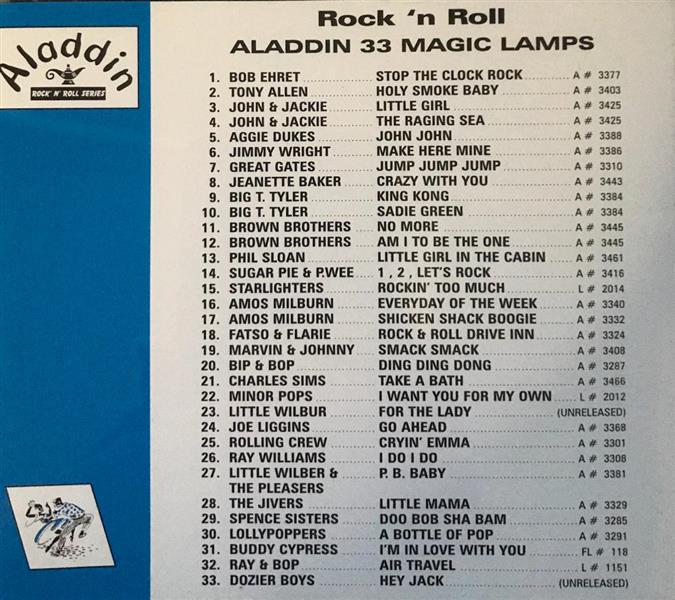 Aladdin
ROCK 'N' ROLL SERIES
Rock 'n Roll
ALADDIN 33 MAGIC LAMPS
1. BOB EHRET STOP THE CLOCK ROCK A # 3377
2. TONY ALLEN HOLY SMOKE BABY A # 3403
3. JOHN & JACKIE LITTLE GIRL A # 3425
4. JOHN & JACKIE THE RAGING SEA A # 3425
5. AGGIE DUKES JOHN JOHN A # 3388
6. JIMMY WRIGHT MAKE HERE MINE A # 3386
7. GREAT GATES JUMP JUMP JUMP A # 3310
8. JEANETTE BAKER CRAZY WITH YOU A # 3443
9. BIG T. TYLER KING KONG A # 3384
10. BIG T. TYLER SADIE GREEN A # 3384
11. BROWN BROTHERS NO MORE A # 3445
12. BROWN BROTHERS AM I TO BE THE ONE A # 3445
13. PHIL SLOAN LITTLE GIRL IN THE CABIN A # 3461
14. SUGAR PIE & P.WEE 1 , 2 , LET'S ROCK A # 3416
15. STARLIGHTERS ROCKIN' TOO MUCH L # 2014
16. AMOS MILBURN EVERYDAY OF THE WEEK A # 3340
17. AMOS MILBURN SHICKEN SHACK BOOGIE A # 3332
18. FATSO & FLARIE ROCK & ROLL DRIVE INN A # 3324
19. MARVIN & JOHNNY SMACK SMACK A # 3408
20. BIP & BOP DING DING DONG A # 3287
21. CHARLES SIMS TAKE A BATH A # 3466
22. MINOR POPS I WANT YOU FOR MY OWN L # 2012
23. LITTLE WILBUR FOR THE LADY (UNRELEASED)
24. JOE LIGGINS GO AHEAD A # 3368
25. ROLLING CREW CRYIN' EMMA A # 3301
26. RAY WILLIAMS I DO I DO A # 3308
27. LITTLE WILBER & P. B. BABY A # 3381
THE PLEASERS
28. THE JIVERS LITTLE MAMA A # 3329
29. SPENCE SISTERS DOO BOB SHA BAM A # 3285
30. LOLLYPOPPERS A BOTTLE OF POP A # 3291
31. BUDDY CYPRESS I'M IN LOVE WITH YOU FL # 118
32. RAY & BOP AIR TRAVEL L # 1151
33. DOZIER BOYS HEY JACK (UNRELEASED)